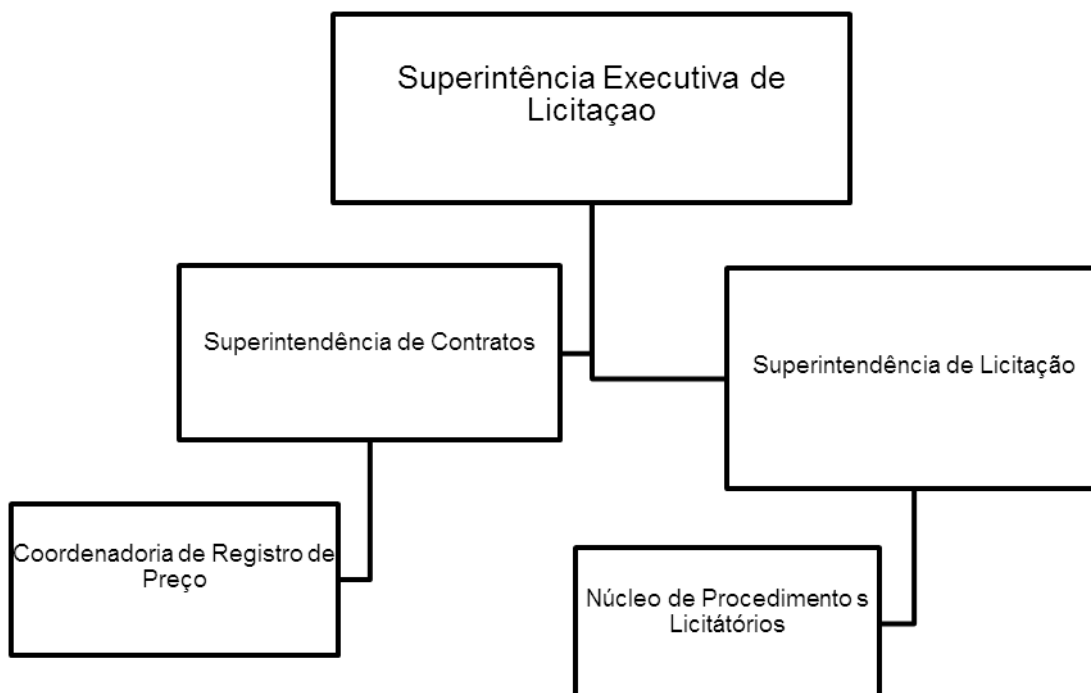 Superintência Executiva de
Licitaçao
Superintendência de Contratos
Superintendência de Licitação
Coordenadoria de Registro de
Preço
Núcleo de Procedimento s
Licitátórios